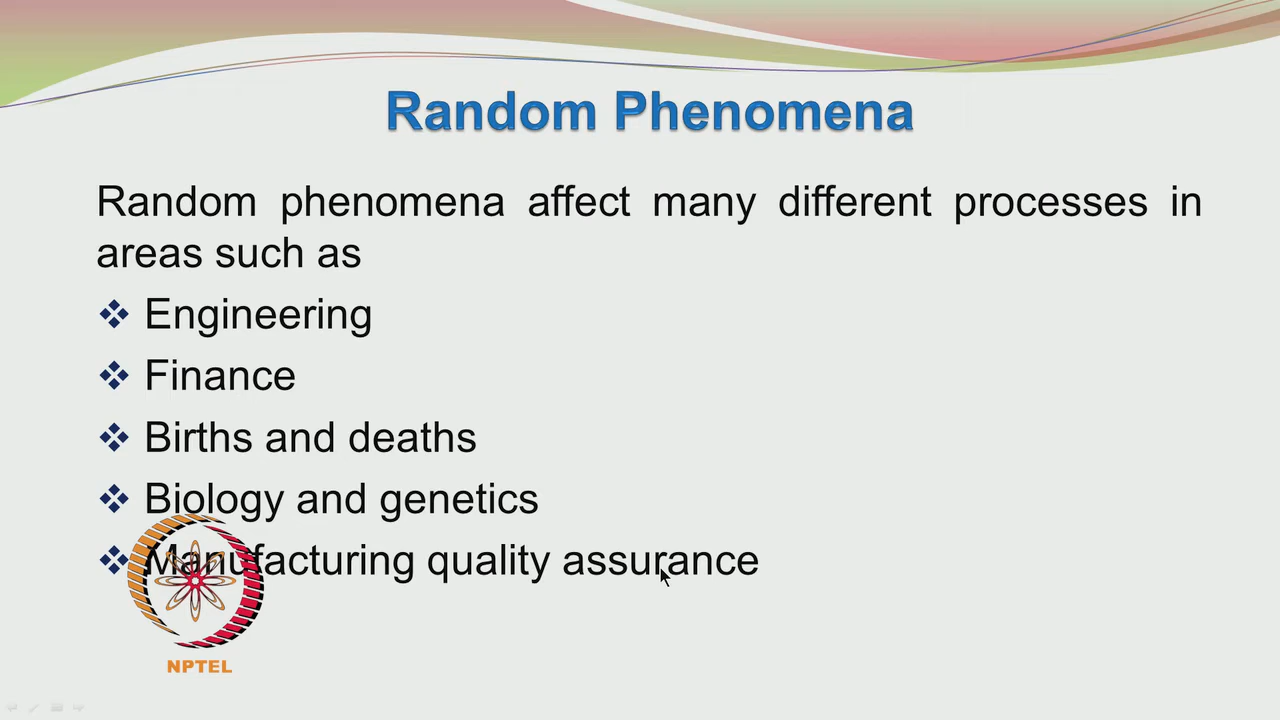 Random Phenomena
Random phenomena affect many different processes in
areas such as
Engineering
Finance
Births and deaths
Biology and genetics
Manufacturing quality assurance
NPTEL